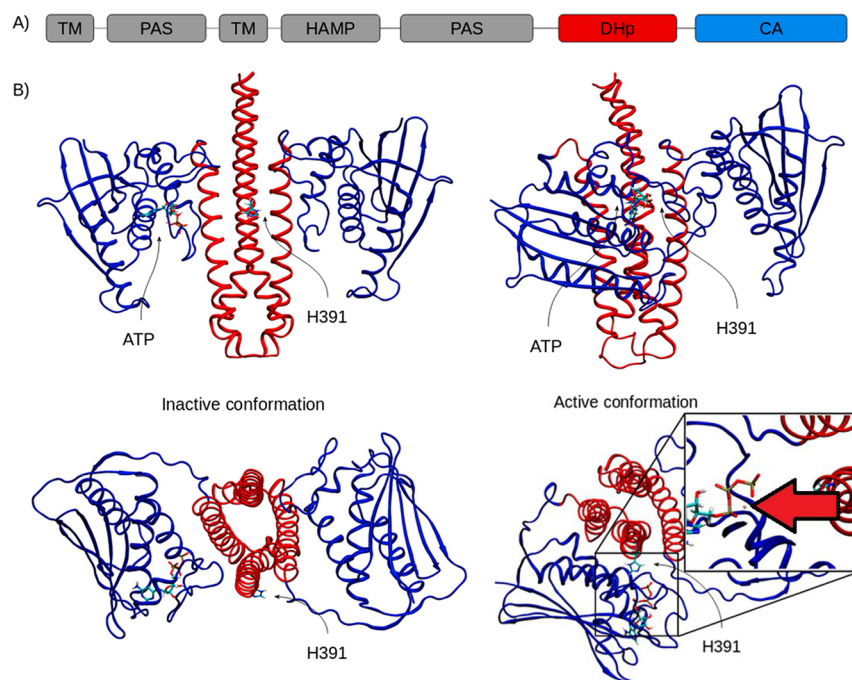 A) TM PAS TM HAMP PAS DHp CA
B)
ATP H391
ATP H391
Inactive conformation
Active conformation
H391
H391